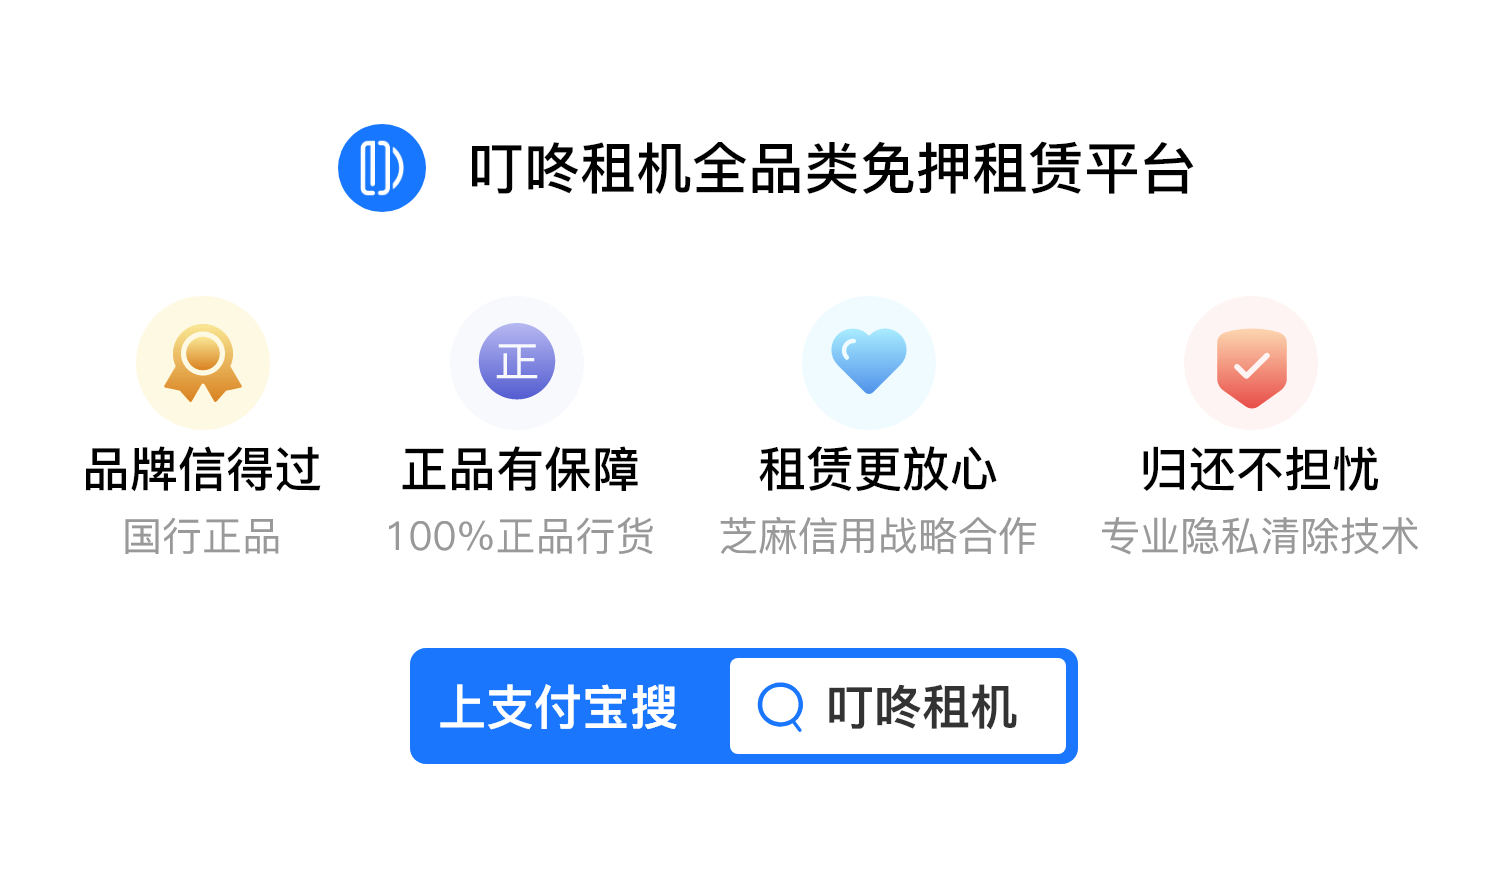 叮咚租机全品类免押租赁平台
正
品牌信得过
正品有保障
租赁更放心
归还不担忧
国行正品
100%正品行货
芝麻信用战略合作
专业隐私清除技术
上支付宝搜
叮咚租机